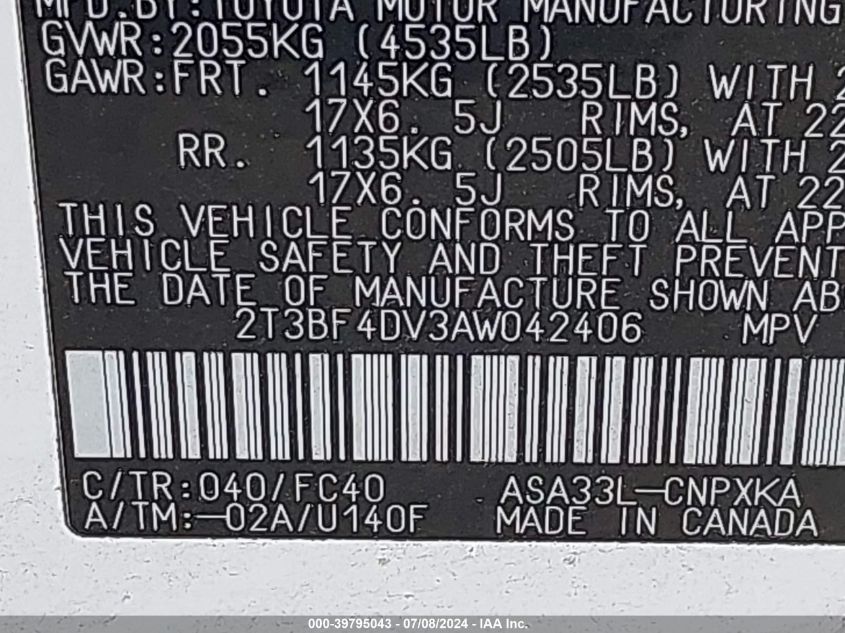 MFD.BY:TOYOTA MOTOR MANUFACTURING
GVWR:2055KG (4535LB)
GAWR:FRT. 1145KG (2535LB) WITH 2
17X6. 5J RIMS, AT 22
RR. 1135KG (2505LB) WITH 2
17X6. 5J RIMS, AT 22
THIS VEHICLE CONFORMS TO ALL APP
VEHICLE SAFETY AND THEFT PREVENT
THE DATE OF MANUFACTURE SHOWN AB
2T3BF4DV3AW042406 MPV
C/TR:040/FC40 ASA33L-CNPXKA
A/TM:-02A/U140F MADE IN CANADA
000-39795043 / 07/08/2024 - IAA Inc.